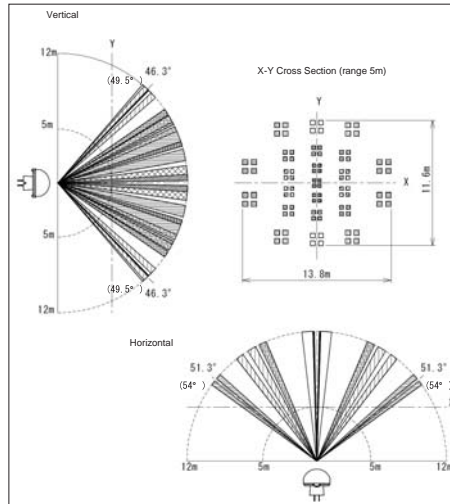 Vertical
12m
Y
46.3°
(49.5°)
5m
5m
(49.5°)
46.3°
12m
X-Y Cross Section (range 5m)
Y
X
11.6m
13.8m
Horizontal
51.3°
(54°)
51.3°
(54°)
12m
5m
5m
12m